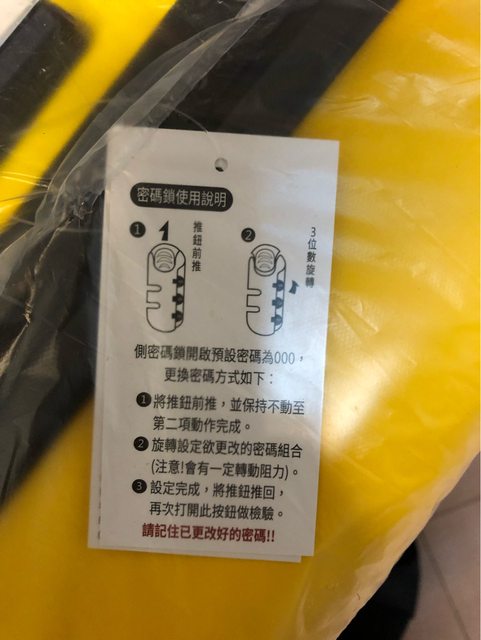 密碼鎖使用說明
1 推鈕前推
2 3位數旋轉
側密碼鎖開啟預設密碼為000，
更換密碼方式如下：
1 將推鈕前推，並保持不動至
第二項動作完成。
2 旋轉設定欲更改的密碼組合
(注意!會有一定轉動阻力)。
3 設定完成，將推鈕推回，
再次打開此按鈕做檢驗。
請記住已更改好的密碼!!